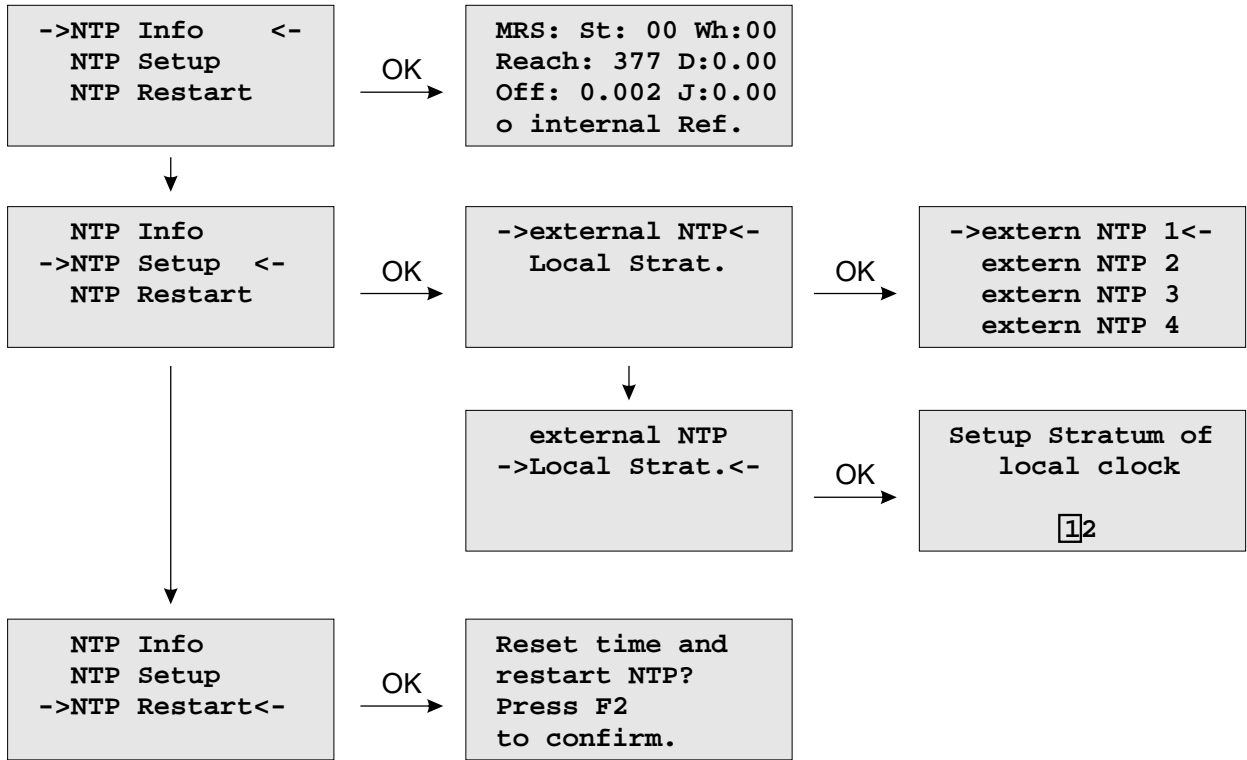 ->NTP Info <-
NTP Setup
NTP Restart
OK
MRS: St: 00 Wh:00
Reach: 377 D:0.00
Off: 0.002 J:0.00
o internal Ref.
NTP Info
->NTP Setup <-
NTP Restart
OK
->external NTP<-
Local Strat.
OK
->extern NTP 1<-
extern NTP 2
extern NTP 3
extern NTP 4
external NTP
->Local Strat.<-
OK
Setup Stratum of
local clock
12
NTP Info
NTP Setup
->NTP Restart<-
OK
Reset time and
restart NTP?
Press F2
to confirm.